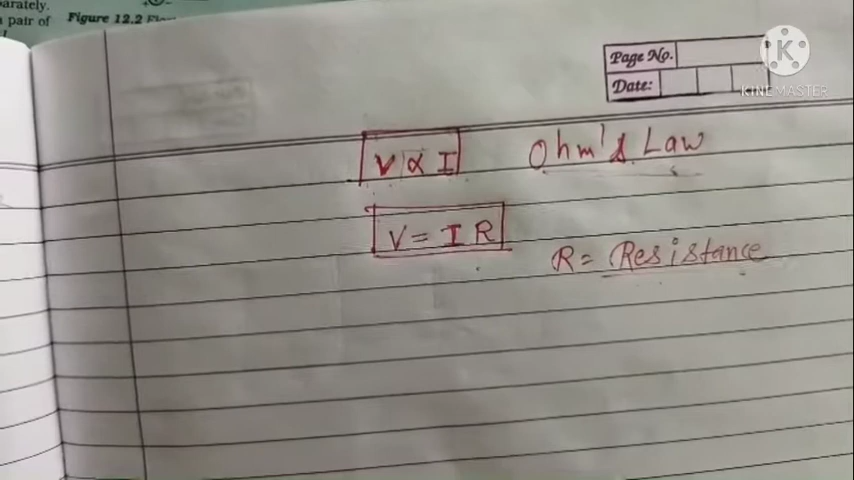 arately.
pair of
Figure 12.2
Page No.
Date:
K
KINEMASTER
V ∝ I
Ohm's Law
V = I R
R = Resistance